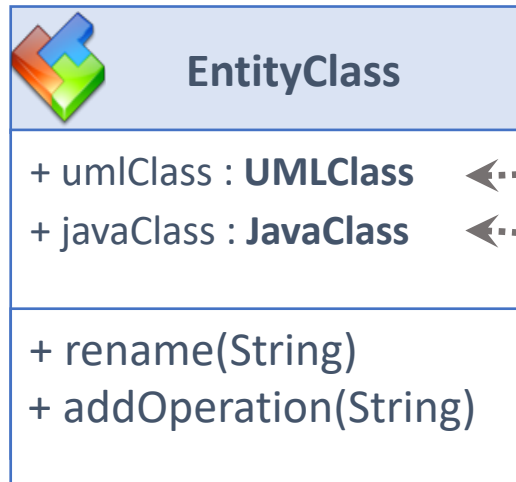 EntityClass
+ umlClass : UMLClass
+ javaClass : JavaClass
+ rename(String)
+ addOperation(String)